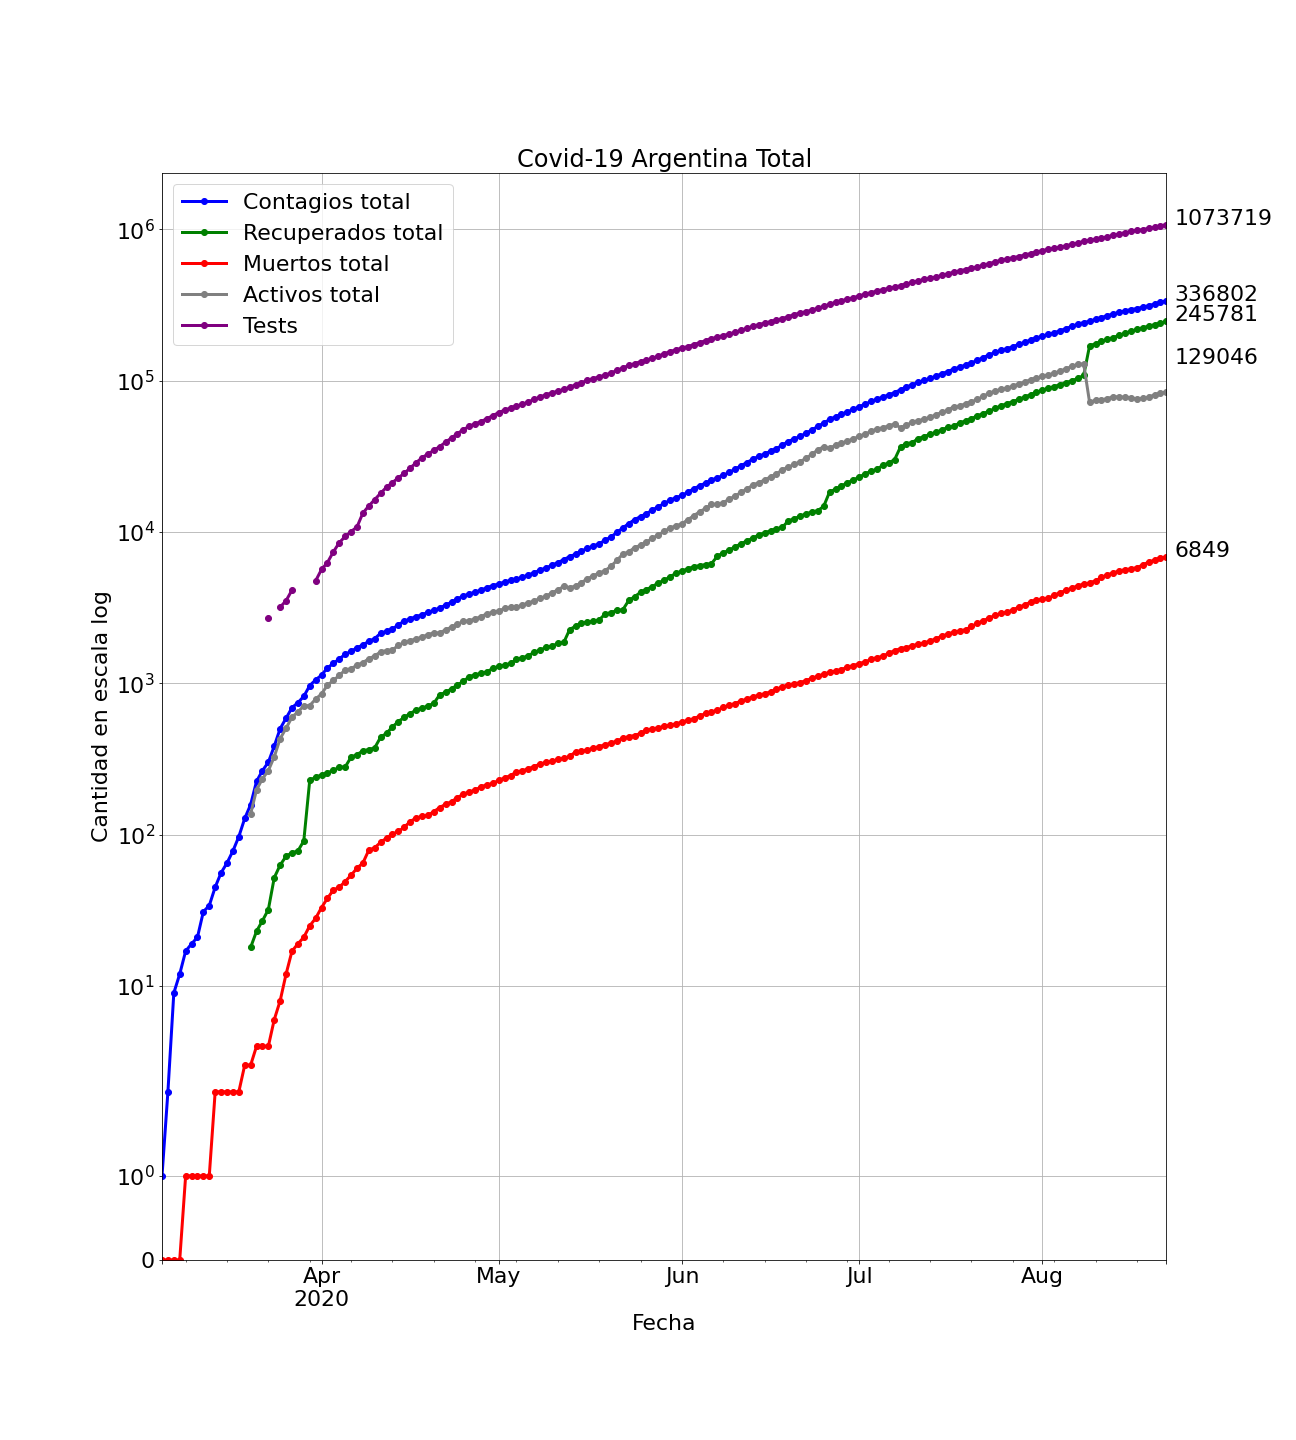 Covid-19 Argentina Total
Contagios total
Recuperados total
Muertos total
Activos total
Tests
1073719
336802
245781
129046
6849
10^6
10^5
10^4
10^3
10^2
10^1
10^0
0
Cantidad en escala log
Apr
2020
May
Jun
Jul
Aug
Fecha